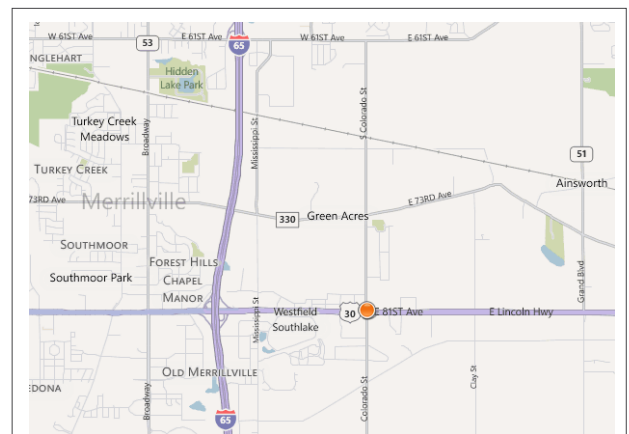 W 61ST Ave
53
E 61ST Ave
65
W 61ST Ave
E 61ST Ave
NGLEHART
Hidden
Lake Park
Turkey Creek
Meadows
Broadway
Mississippi St
S Colorado St
51
TURKEY CREEK
Ainsworth
73RD Ave
Merrillville
330
Green Acres
E 73RD Ave
SOUTHMOOR
FOREST HILLS
Southmoor Park
CHAPEL
MANOR
Grand Blvd
Westfield
Southlake
30
E 81ST Ave
E Lincoln Hwy
Mississippi St
OLD MERRILLVILLE
Clay St
EDONA
Broadway
65
Colorado St